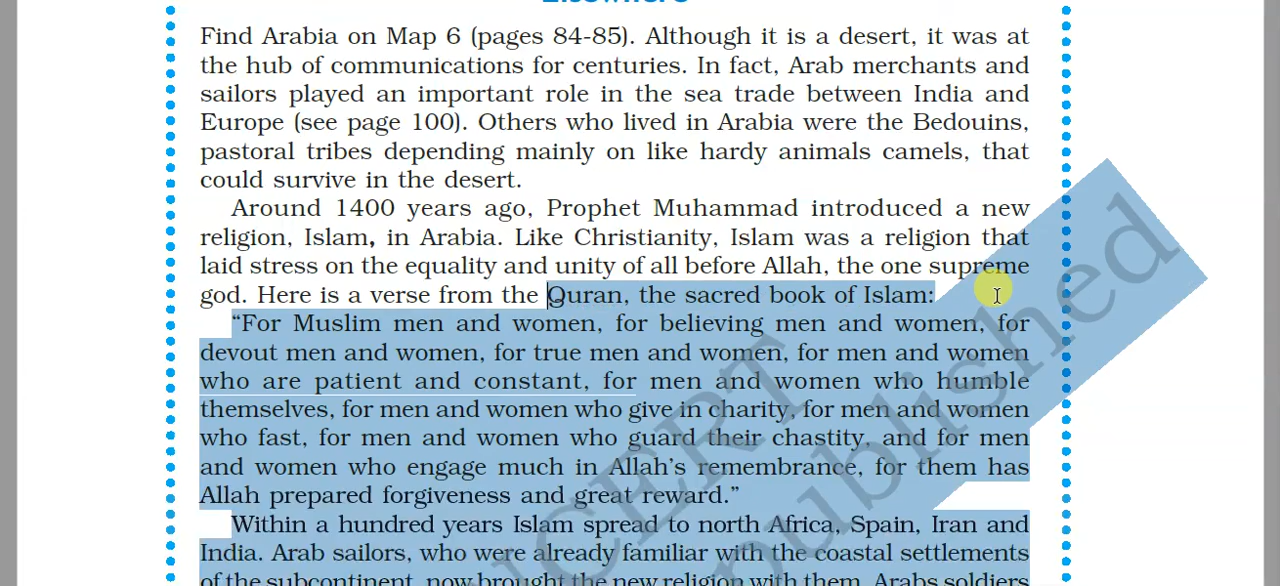 Find Arabia on Map 6 (pages 84-85). Although it is a desert, it was at
the hub of communications for centuries. In fact, Arab merchants and
sailors played an important role in the sea trade between India and
Europe (see page 100). Others who lived in Arabia were the Bedouins,
pastoral tribes depending mainly on like hardy animals camels, that
could survive in the desert.
Around 1400 years ago, Prophet Muhammad introduced a new
religion, Islam, in Arabia. Like Christianity, Islam was a religion that
laid stress on the equality and unity of all before Allah, the one supreme
god. Here is a verse from the Quran, the sacred book of Islam:
“For Muslim men and women, for believing men and women, for
devout men and women, for true men and women, for men and women
who are patient and constant, for men and women who humble
themselves, for men and women who give in charity, for men and women
who fast, for men and women who guard their chastity, and for men
and women who engage much in Allah’s remembrance, for them has
Allah prepared forgiveness and great reward.”
Within a hundred years Islam spread to north Africa, Spain, Iran and
India. Arab sailors, who were already familiar with the coastal settlements
of the subcontinent, now brought the new religion with them. Arabs soldiers
published